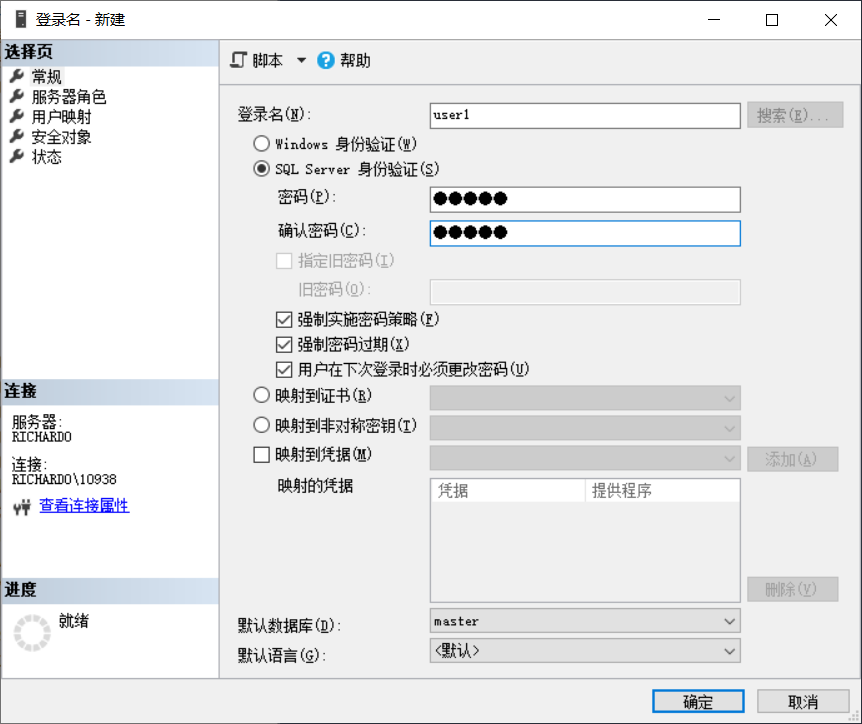 登录名 - 新建
选择页
常规
服务器角色
用户映射
安全对象
状态
连接
服务器:
RICHARDO
连接:
RICHARDO\10938
查看连接属性
进度
就绪
脚本 帮助
登录名(N): user1 搜索(E)...
Windows 身份验证(W)
SQL Server 身份验证(S)
密码(P): ●●●●●
确认密码(C): ●●●●●
指定旧密码(I)
旧密码(O):
强制实施密码策略(F)
强制密码过期(X)
用户在下次登录时必须更改密码(U)
映射到证书(R)
映射到非对称密钥(T)
映射到凭据(M) 添加(A)
映射的凭据 凭据 提供程序
删除(V)
默认数据库(D): master
默认语言(G): <默认>
确定 取消